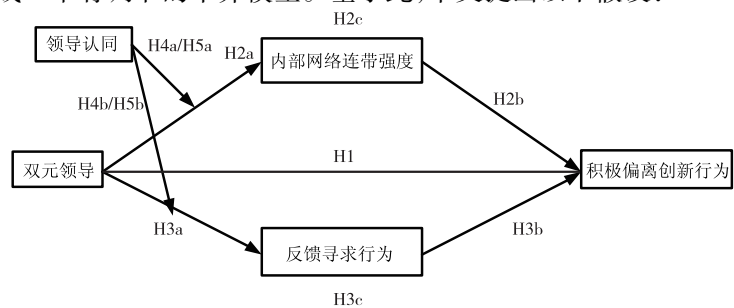 H2c
领导认同
H4a/H5a
H2a
内部网络连带强度
H4b/H5b
H2b
双元领导
H1
积极偏离创新行为
H3a
反馈寻求行为
H3b
H3c